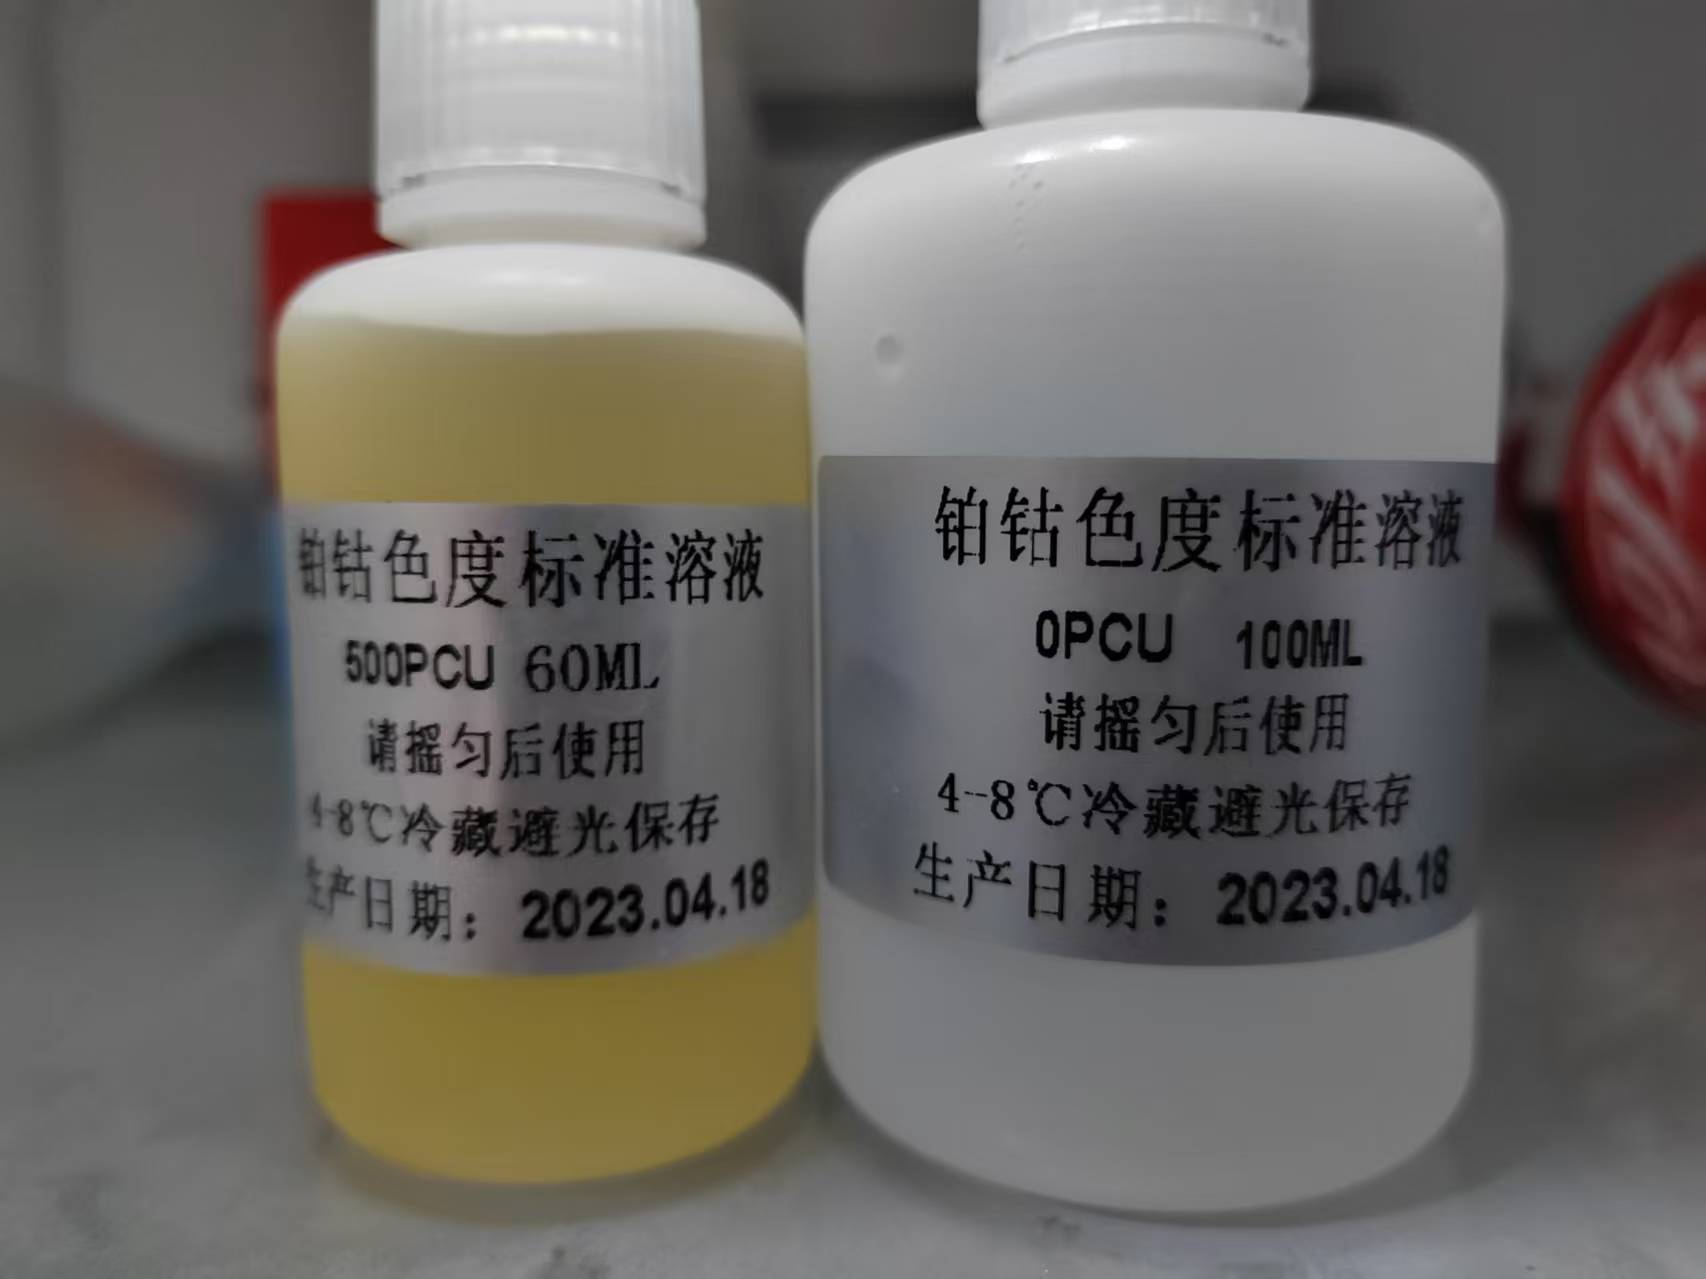 铂钴色度标准溶液
500PCU 60ML
请摇匀后使用
4-8℃冷藏避光保存
生产日期：2023.04.18
铂钴色度标准溶液
0PCU 100ML
请摇匀后使用
4-8℃冷藏避光保存
生产日期：2023.04.18